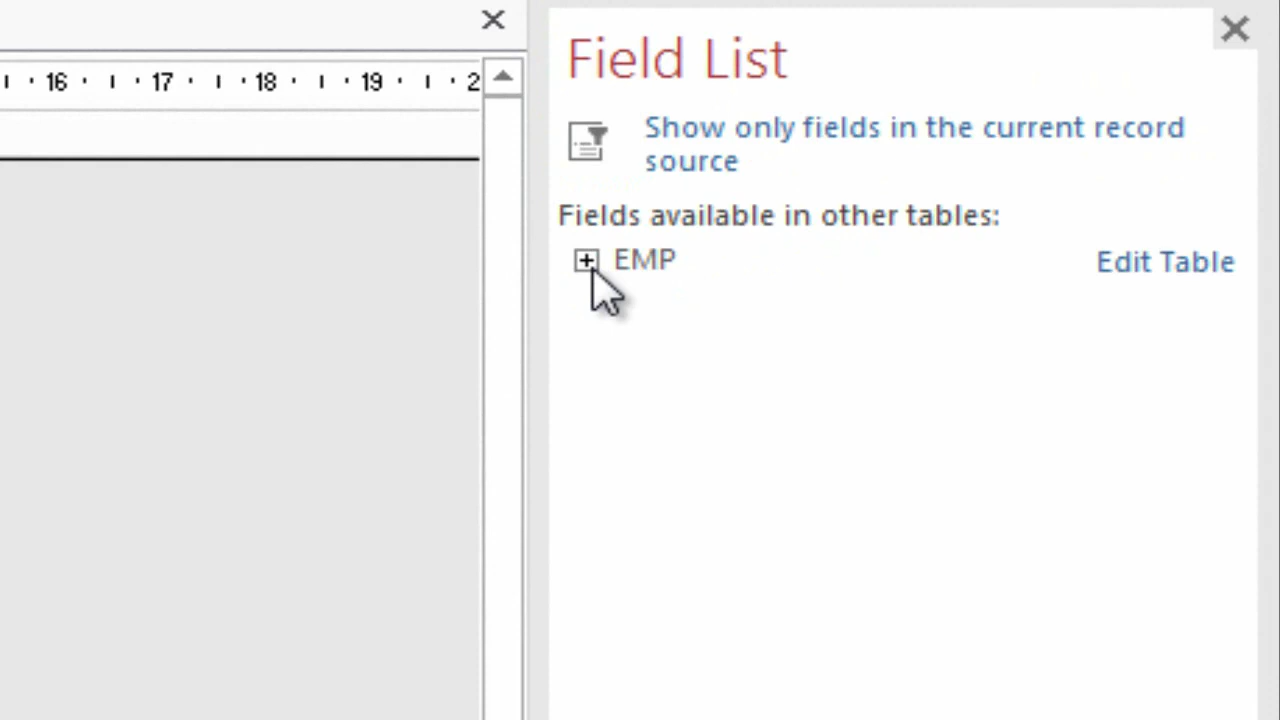 16 17 18 19 2
Field List
Show only fields in the current record
source
Fields available in other tables:
EMP Edit Table